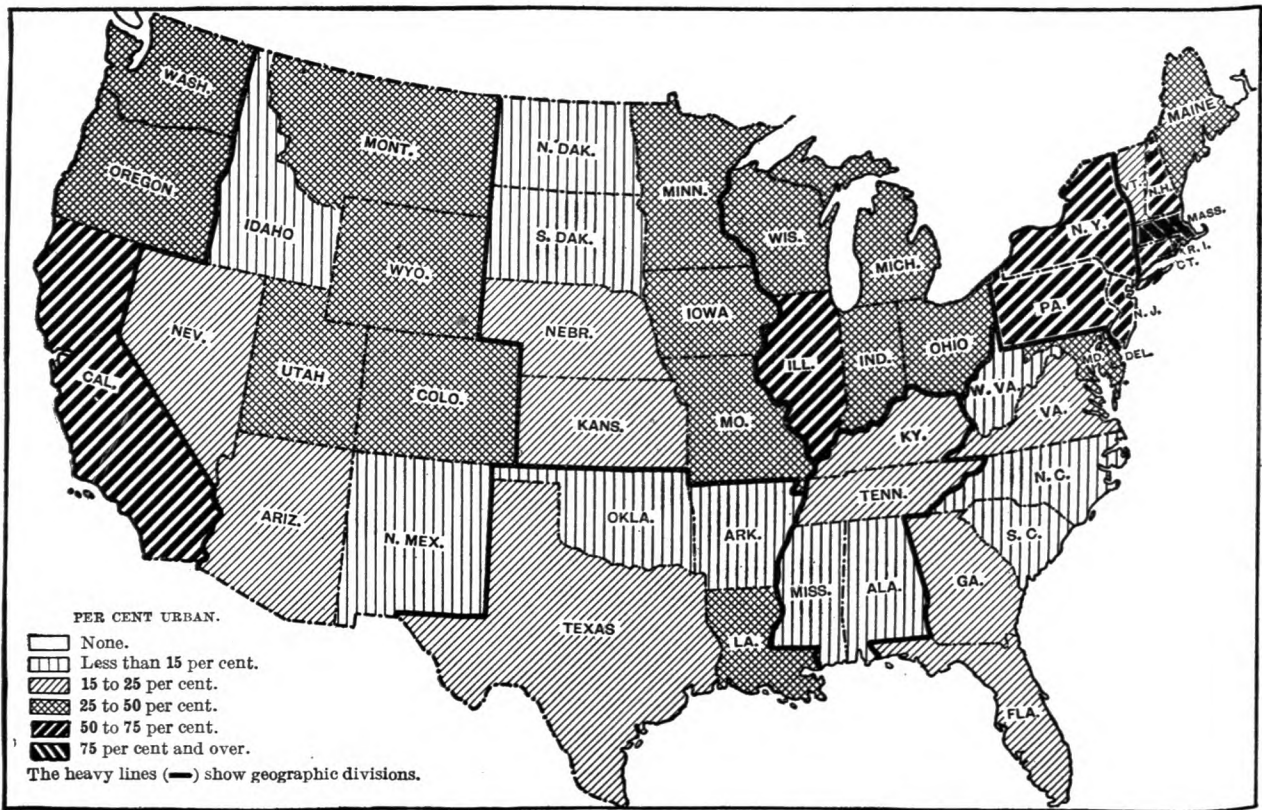 WASH.
OREGON
MONT.
IDAHO
WYO.
N. DAK.
S. DAK.
MINN.
WIS.
MICH.
MAINE
VT.
N.H.
MASS.
R. I.
CT.
N. Y.
PA.
N. J.
DEL.
MD.
NEBR.
IOWA
ILL.
IND.
OHIO
W. VA.
VA.
CAL.
NEV.
UTAH
COLO.
KANS.
MO.
KY.
TENN.
N. C.
S. C.
ARIZ.
N. MEX.
OKLA.
ARK.
MISS.
ALA.
GA.
TEXAS
LA.
FLA.
PER CENT URBAN.
None.
Less than 15 per cent.
15 to 25 per cent.
25 to 50 per cent.
50 to 75 per cent.
75 per cent and over.
The heavy lines (━) show geographic divisions.